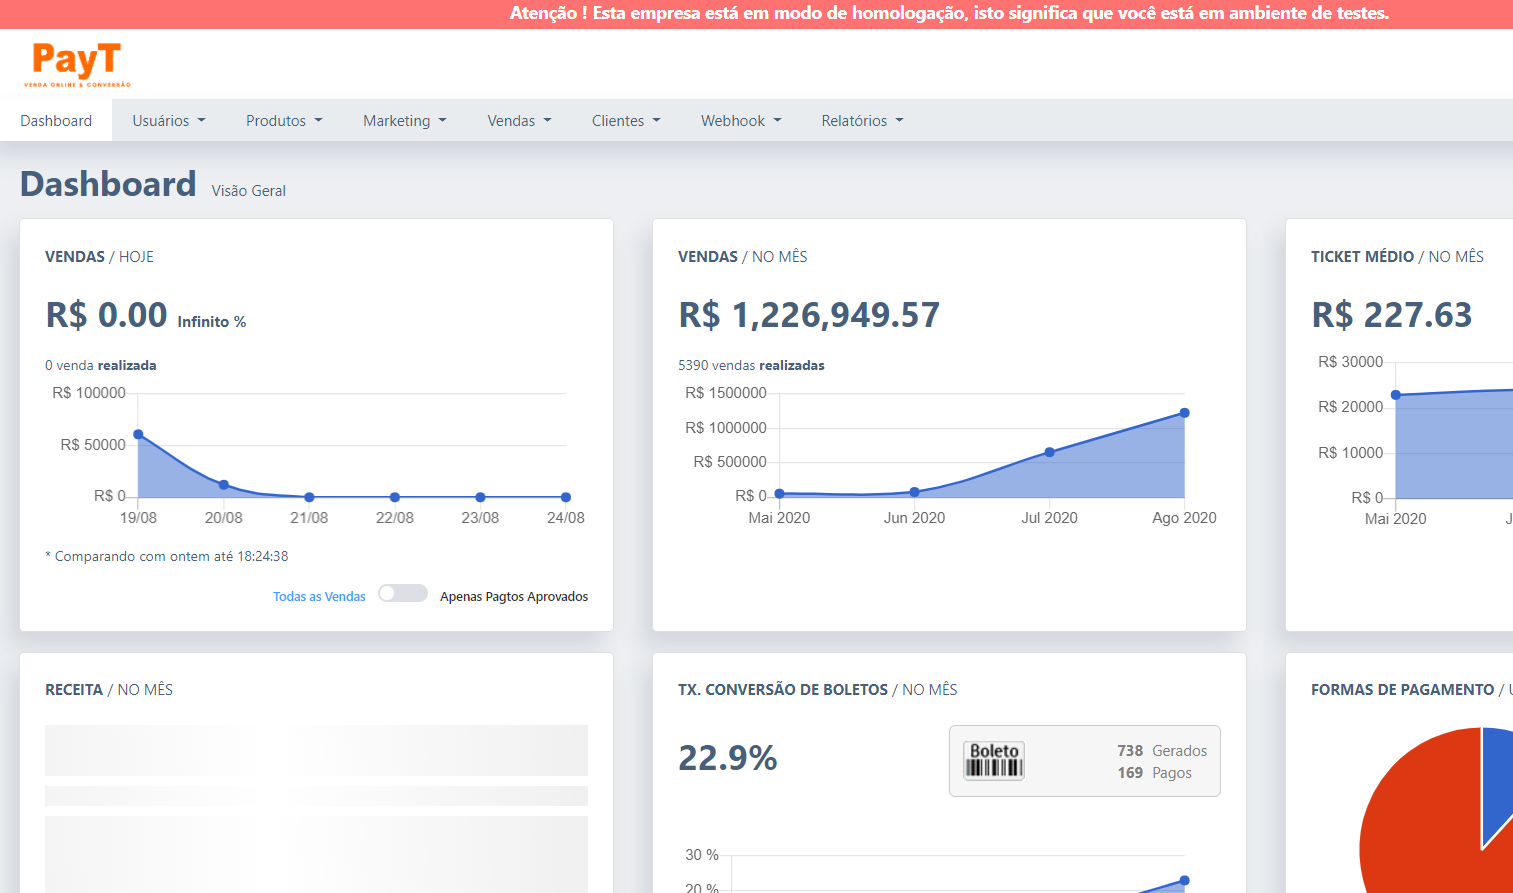 Atenção ! Esta empresa está em modo de homologação, isto significa que você está em ambiente de testes.
PayT
VENDA ONLINE & CONVERSÃO
Dashboard Usuários Produtos Marketing Vendas Clientes Webhook Relatórios
Dashboard Visão Geral
VENDAS / HOJE
R$ 0.00 Infinito %
0 venda realizada
R$ 100000
R$ 50000
R$ 0
19/08 20/08 21/08 22/08 23/08 24/08
* Comparando com ontem até 18:24:38
Todas as Vendas Apenas Pagtos Aprovados
VENDAS / NO MÊS
R$ 1,226,949.57
5390 vendas realizadas
R$ 1500000
R$ 1000000
R$ 500000
R$ 0
Mai 2020 Jun 2020 Jul 2020 Ago 2020
TICKET MÉDIO / NO MÊS
R$ 227.63
R$ 30000
R$ 20000
R$ 10000
R$ 0
Mai 2020 J
RECEITA / NO MÊS
TX. CONVERSÃO DE BOLETOS / NO MÊS
22.9%
Boleto
738 Gerados
169 Pagos
30 %
20 %
FORMAS DE PAGAMENTO / U